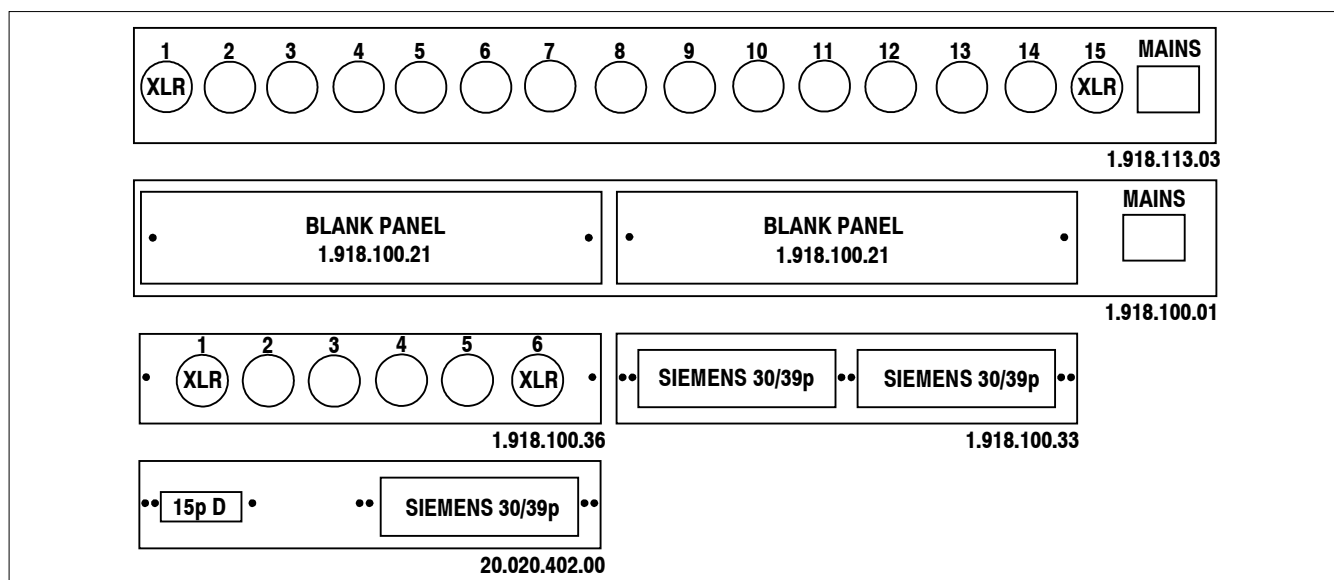 1 2 3 4 5 6 7 8 9 10 11 12 13 14 15 MAINS
XLR XLR
1.918.113.03
MAINS
BLANK PANEL BLANK PANEL
1.918.100.21 1.918.100.21
1.918.100.01
1 2 3 4 5 6
XLR XLR SIEMENS 30/39p SIEMENS 30/39p
1.918.100.36 1.918.100.33
15p D SIEMENS 30/39p
20.020.402.00